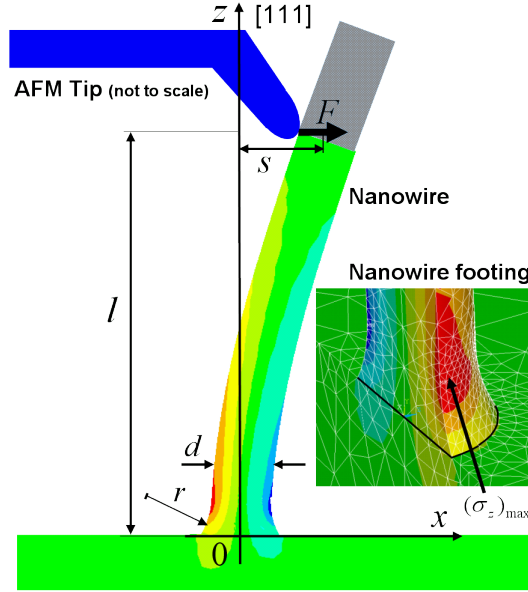 z [111]
AFM Tip (not to scale)
F
s
Nanowire
Nanowire footing
l
d
r
(σz)max
x
0